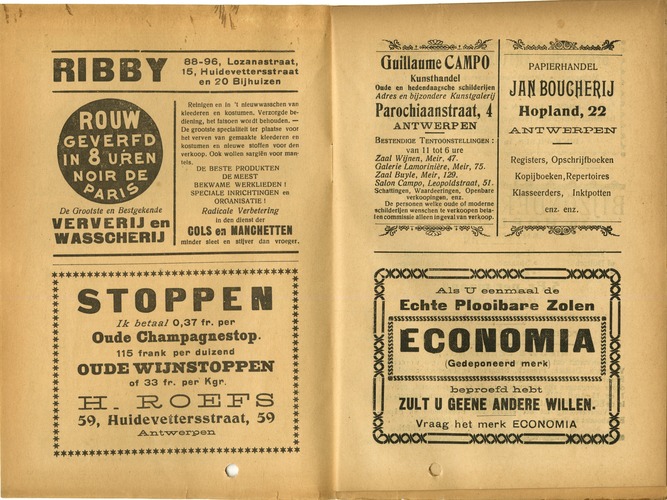 RIBBY
88-96, Lozanastraat,
15, Huidevettersstraat
en 20 Bijhuizen
ROUW
GEVERFD
IN 8 UREN
NOIR DE
PARIS
De Grootste en Bestgekende
VERVERIJ en
WASSCHERIJ
Reinigen en in 't nieuwwasschen van
kleederen en kostumen. Verzorgde be-
diening, het fatsoen wordt behouden. —
De grootste specialiteit ter plaatse voor
het verven van gemaakte kleederen en
kostumen en nieuwe stoffen voor den
verkoop. Ook wollen sargiën voor man-
tels.
DE BESTE PRODUKTEN
DE MEEST
BEKWAME WERKLIEDEN !
SPECIALE INRICHTINGEN en
ORGANISATIE !
Radicale Verbetering
in den dienst der
COLS en MANCHETTEN
minder sleet en stijver dan vroeger.
STOPPEN
Ik betaal 0,37 fr. per
Oude Champagnestop.
115 frank per duizend
OUDE WIJNSTOPPEN
of 33 fr. per Kgr.
H. ROEFS
59, Huidevettersstraat, 59
Antwerpen
Guillaume CAMPO
Kunsthandel
Oude en hedendaagsche schilderijen
Adres en bijzondere Kunstgalerij
Parochiaanstraat, 4
ANTWERPEN
BESTENDIGE TENTOONSTELLINGEN :
van 11 tot 6 ure
Zaal Wijnen, Meir, 47.
Galerie Lamorinière, Meir, 75.
Zaal Buyle, Meir, 129.
Salon Campo, Leopoldstraat, 51.
Schattingen, Waardeeringen, Openbare
verkoopingen, enz.
De personen welke oude of moderne
schilderijen wenschen te verkoopen beta-
len commissie alleen in geval van verkoop.
PAPIERHANDEL
JAN BOUCHERIJ
Hopland, 22
ANTWERPEN
Registers, Opschrijfboeken
Kopijboeken, Repertoires
Klasseerders, Inktpotten
enz. enz.
Als U eenmaal de
Echte Plooibare Zolen
ECONOMIA
(Gedeponeerd merk)
beproefd hebt
ZULT U GEENE ANDERE WILLEN.
Vraag het merk ECONOMIA